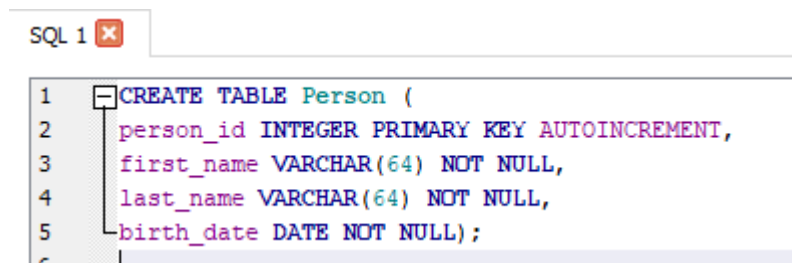 SQL 1
1 CREATE TABLE Person (
2 person_id INTEGER PRIMARY KEY AUTOINCREMENT,
3 first_name VARCHAR(64) NOT NULL,
4 last_name VARCHAR(64) NOT NULL,
5 birth_date DATE NOT NULL);